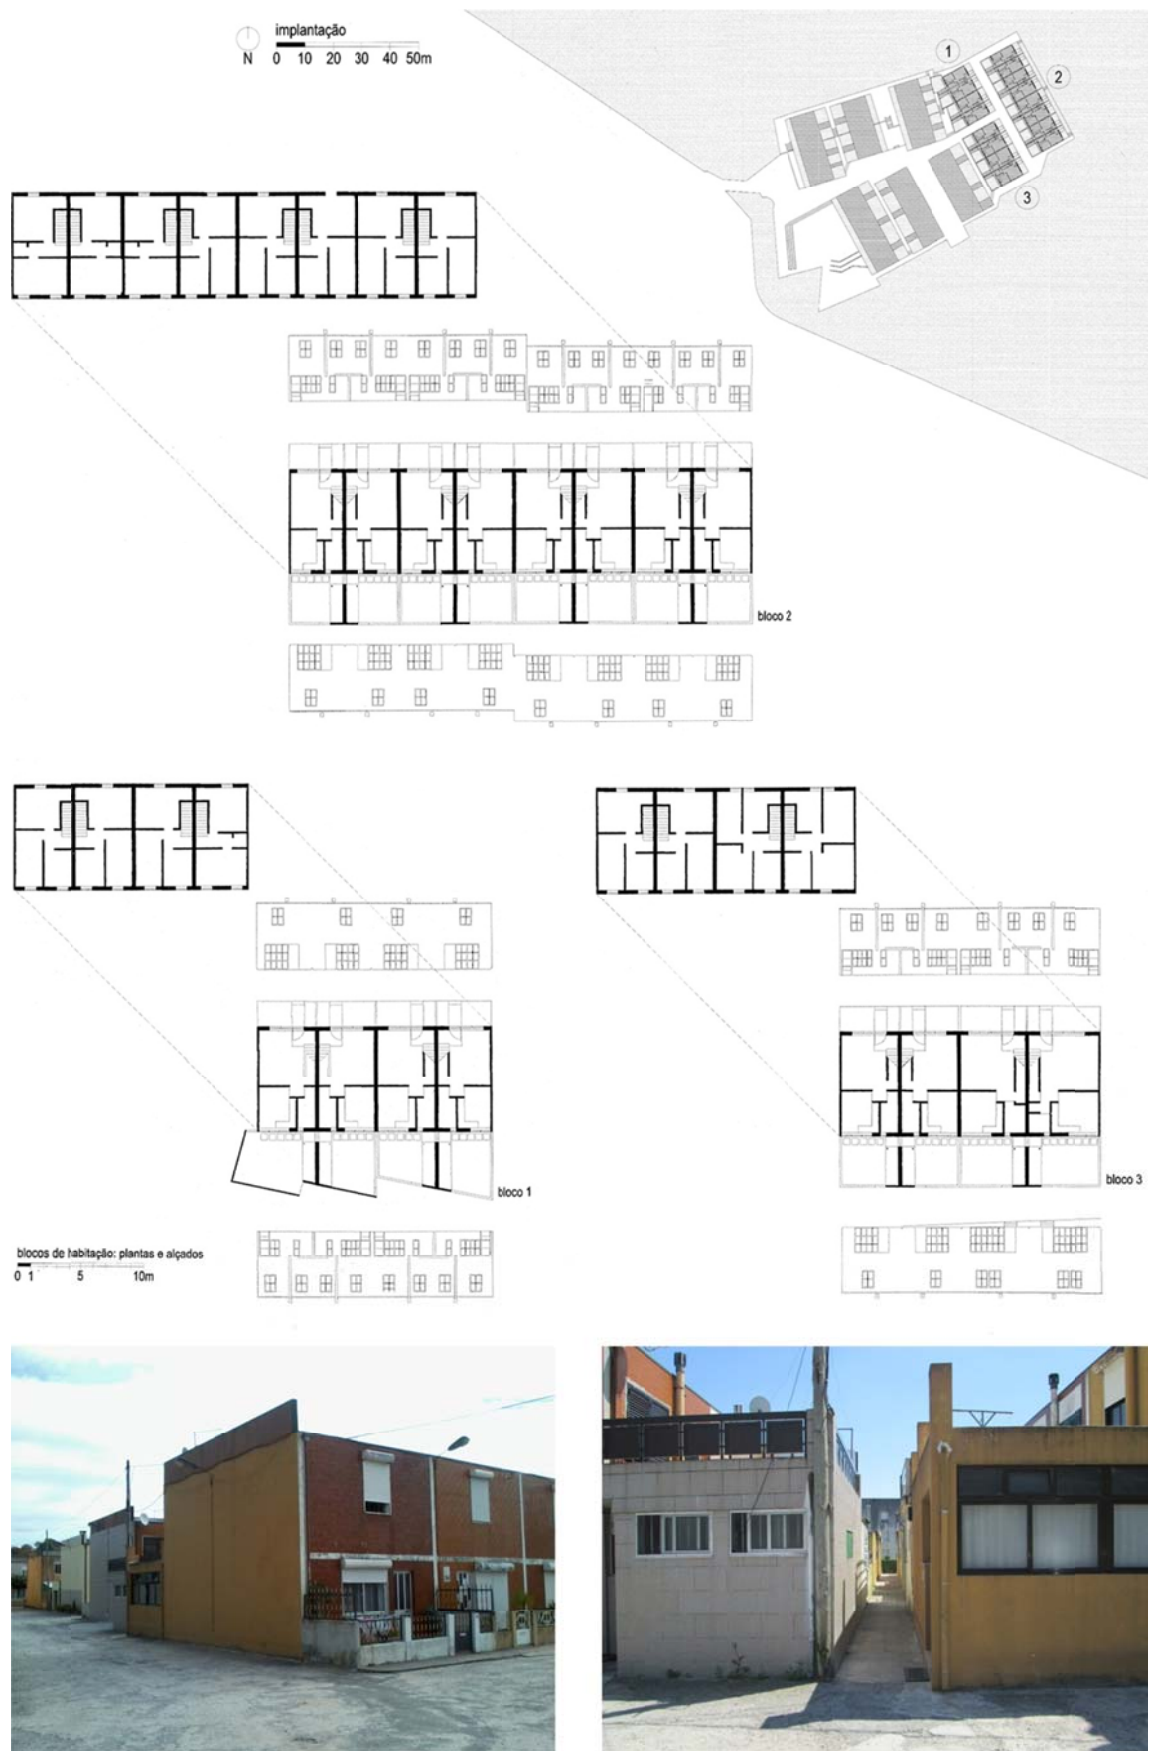 implantação
N 0 10 20 30 40 50m
1
2
3
bloco 2
bloco 1
bloco 3
blocos de habitação: plantas e alçados
0 1 5 10m